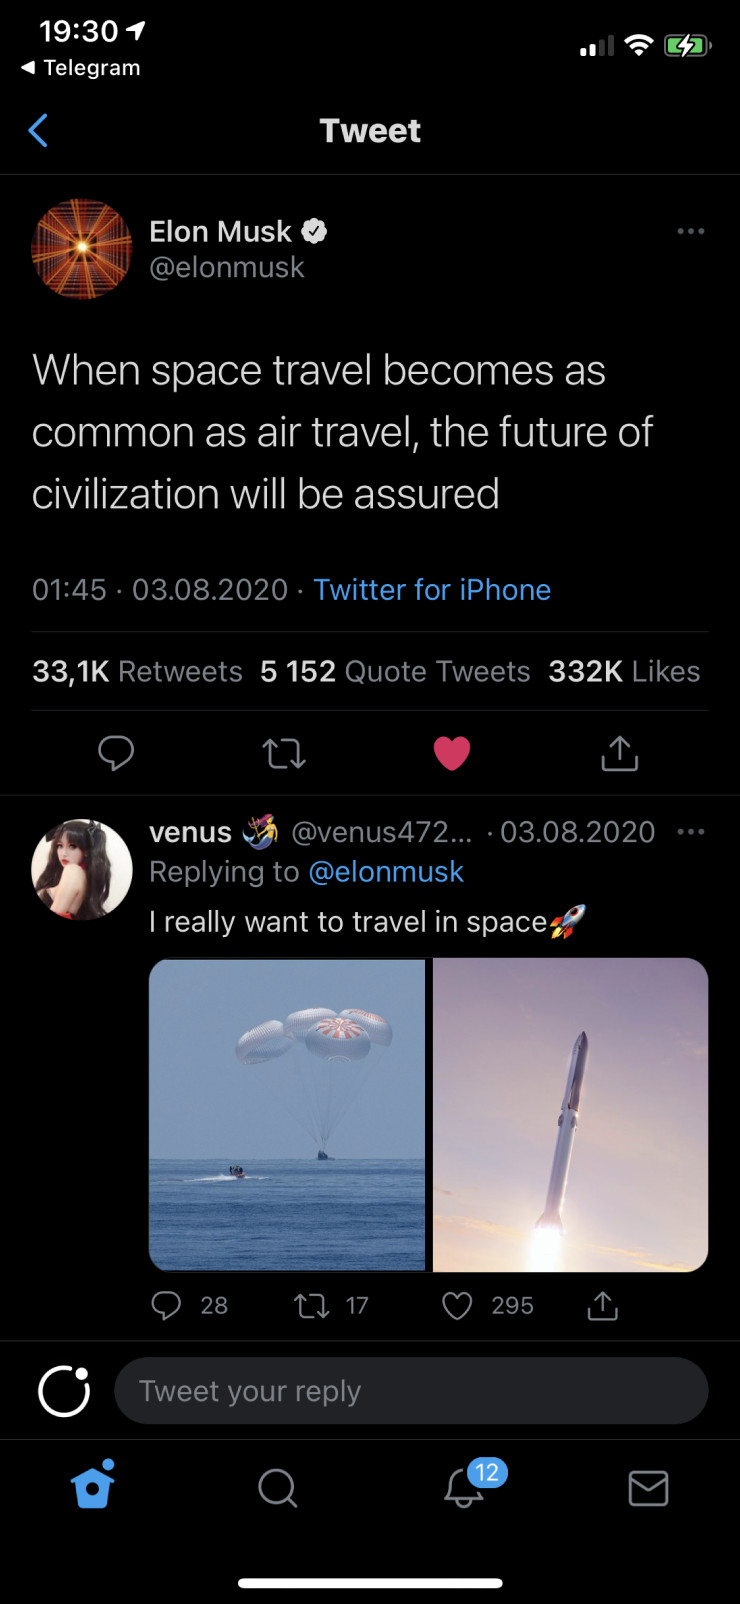 19:30
◀ Telegram
Tweet
Elon Musk
@elonmusk
When space travel becomes as
common as air travel, the future of
civilization will be assured
01:45 · 03.08.2020 · Twitter for iPhone
33,1K Retweets 5 152 Quote Tweets 332K Likes
venus 🧜‍♂️ @venus472... · 03.08.2020
Replying to @elonmusk
I really want to travel in space🚀
28 17 295
Tweet your reply
12